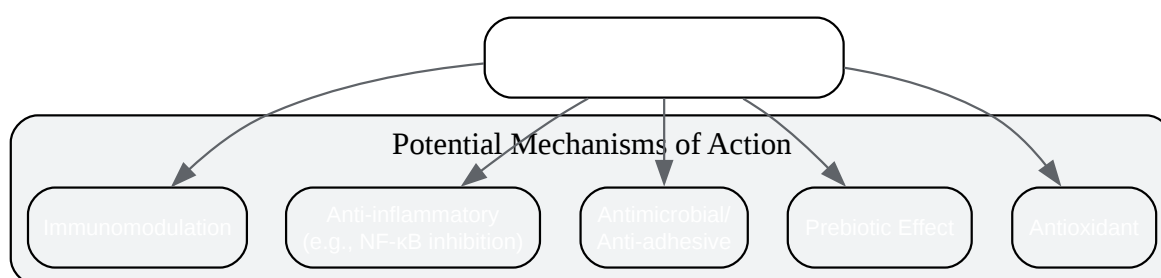 Potential Mechanisms of Action
Immunomodulation
Anti-inflammatory
(e.g., NF-κB inhibition)
Antimicrobial/
Anti-adhesive
Prebiotic Effect
Antioxidant